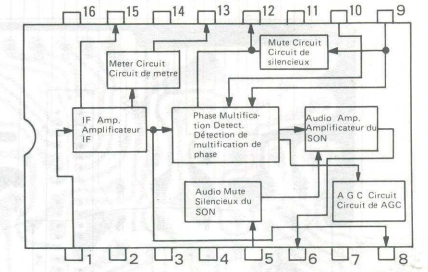 16 15 14 13 12 11 10 9
Mute Circuit
Circuit de
silencieux
Meter Circuit
Circuit de metre
IF Amp.
Amplificateur
IF
Phase Multifica-
tion Detect.
Détection de
multification de
phase
Audio Amp.
Amplificateur du
SON
Audio Mute
Silencieux du
SON
A G C Circuit
Circuit de AGC
1 2 3 4 5 6 7 8